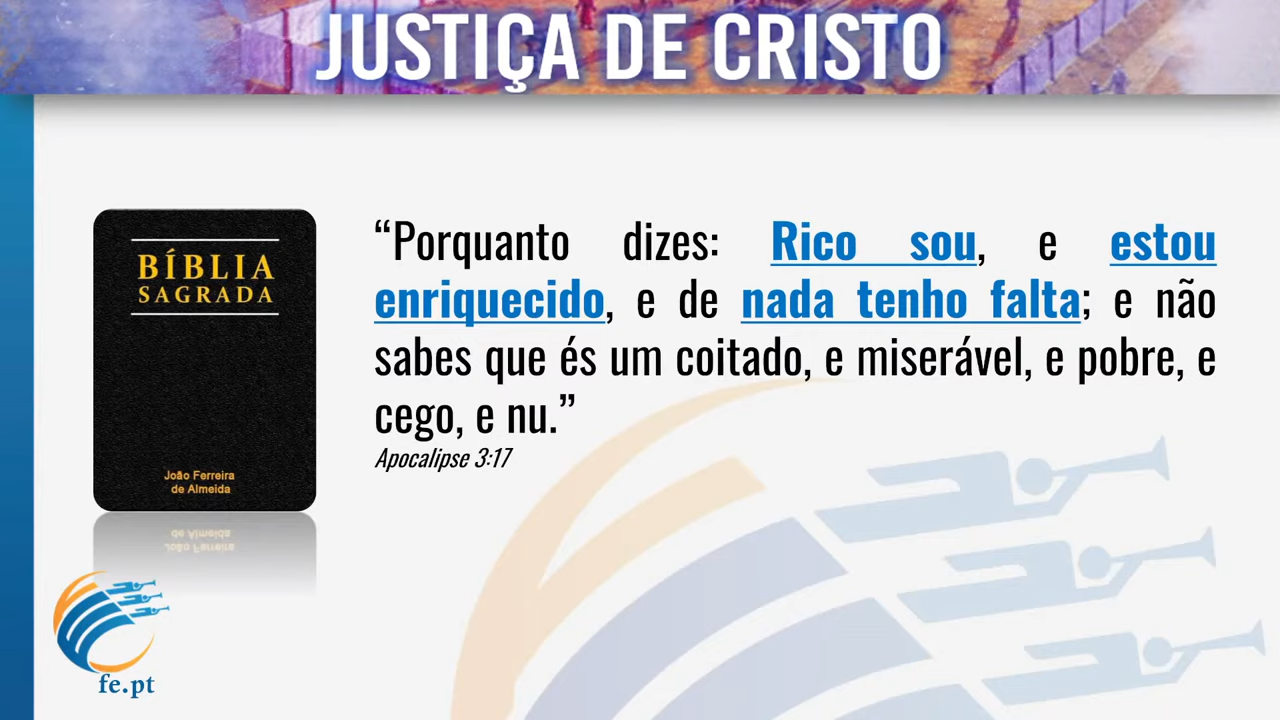 JUSTIÇA DE CRISTO
BÍBLIA
SAGRADA
João Ferreira
de Almeida
“Porquanto dizes: Rico sou, e estou
enriquecido, e de nada tenho falta; e não
sabes que és um coitado, e miserável, e pobre, e
cego, e nu.”
Apocalipse 3:17
fe.pt